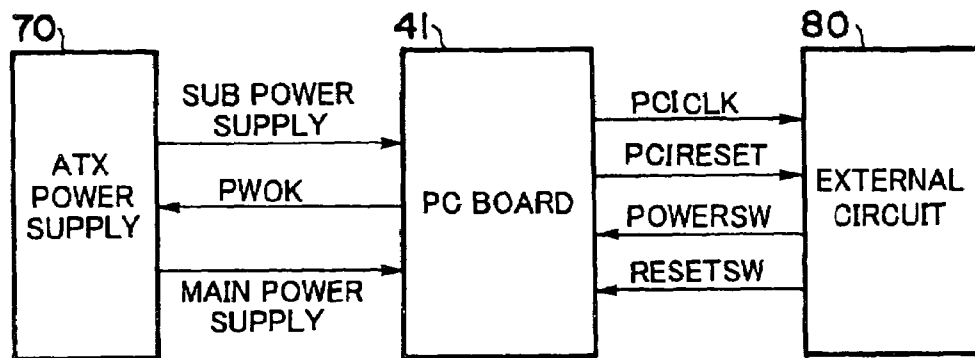 70
41
80
SUB POWER
SUPPLY
PWOK
MAIN POWER
SUPPLY
ATX
POWER
SUPPLY
PC BOARD
PCICLK
PCIRESET
POWERSW
RESETSW
EXTERNAL
CIRCUIT